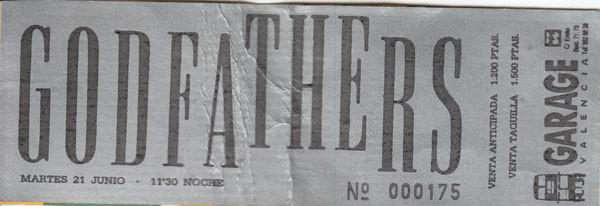 GODFATHERS
MARTES 21 JUNIO - 11'30 NOCHE
Nº 000175
VENTA ANTICIPADA 1.200 PTAS.
VENTA TAQUILLA 1.500 PTAS.
GARAGE
VALENCIA